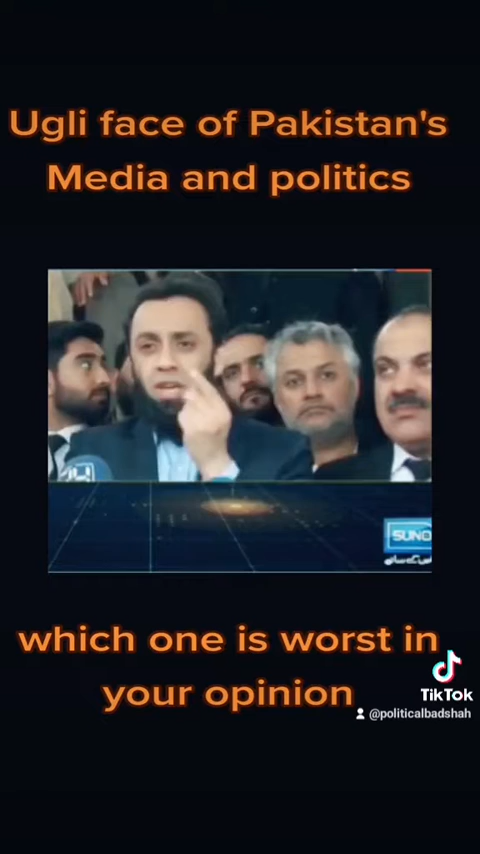 Ugli face of Pakistan's
Media and politics
SUNO
which one is worst in
your opinion
TikTok
@politicalbadshah